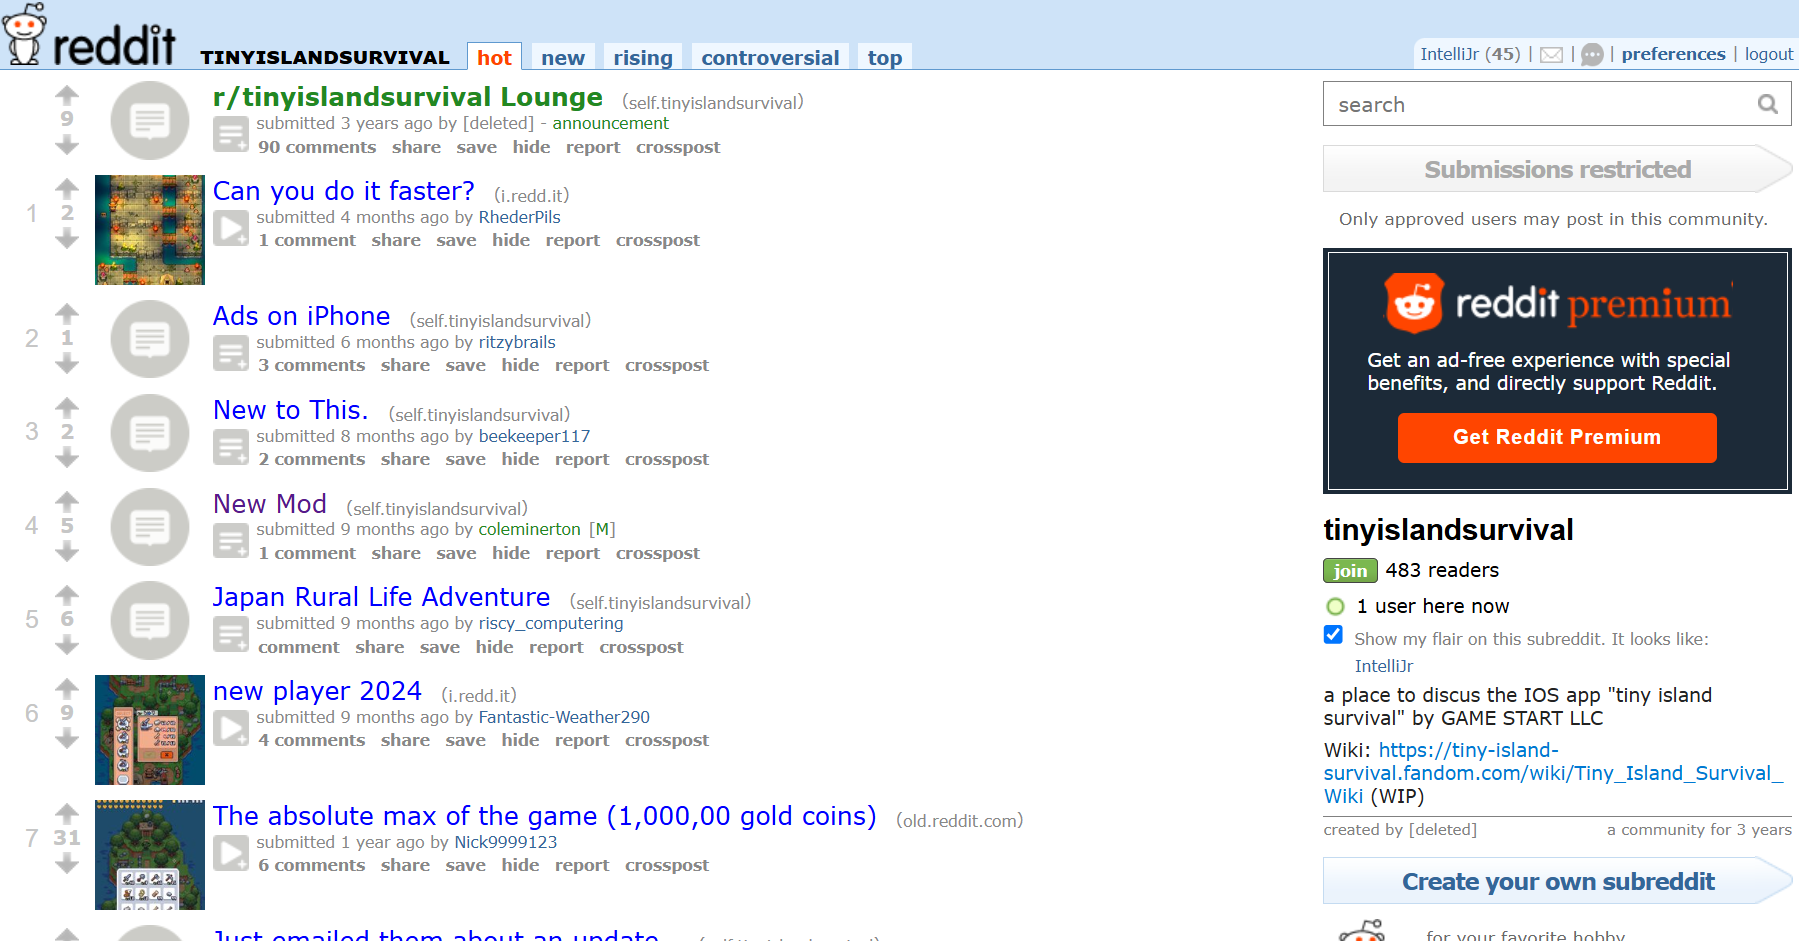 reddit TINYISLANDSURVIVAL hot new rising controversial top IntelliJr (45) | | | preferences | logout
9
r/tinyislandsurvival Lounge (self.tinyislandsurvival)
submitted 3 years ago by [deleted] - announcement
90 comments share save hide report crosspost
1
2
Can you do it faster? (i.redd.it)
submitted 4 months ago by RhederPils
1 comment share save hide report crosspost
2
1
Ads on iPhone (self.tinyislandsurvival)
submitted 6 months ago by ritzybrails
3 comments share save hide report crosspost
3
2
New to This. (self.tinyislandsurvival)
submitted 8 months ago by beekeeper117
2 comments share save hide report crosspost
4
5
New Mod (self.tinyislandsurvival)
submitted 9 months ago by coleminerton [M]
1 comment share save hide report crosspost
5
6
Japan Rural Life Adventure (self.tinyislandsurvival)
submitted 9 months ago by riscy_computering
comment share save hide report crosspost
6
9
new player 2024 (i.redd.it)
submitted 9 months ago by Fantastic-Weather290
4 comments share save hide report crosspost
7
31
The absolute max of the game (1,000,00 gold coins) (old.reddit.com)
submitted 1 year ago by Nick9999123
6 comments share save hide report crosspost
Just emailed them about an update (self.tinyislandsurvival)
search
Submissions restricted
Only approved users may post in this community.
reddit premium
Get an ad-free experience with special
benefits, and directly support Reddit.
Get Reddit Premium
tinyislandsurvival
join 483 readers
1 user here now
Show my flair on this subreddit. It looks like:
IntelliJr
a place to discus the IOS app "tiny island
survival" by GAME START LLC
Wiki: https://tiny-island-
survival.fandom.com/wiki/Tiny_Island_Survival_
Wiki (WIP)
created by [deleted] a community for 3 years
Create your own subreddit
for your favorite hobby